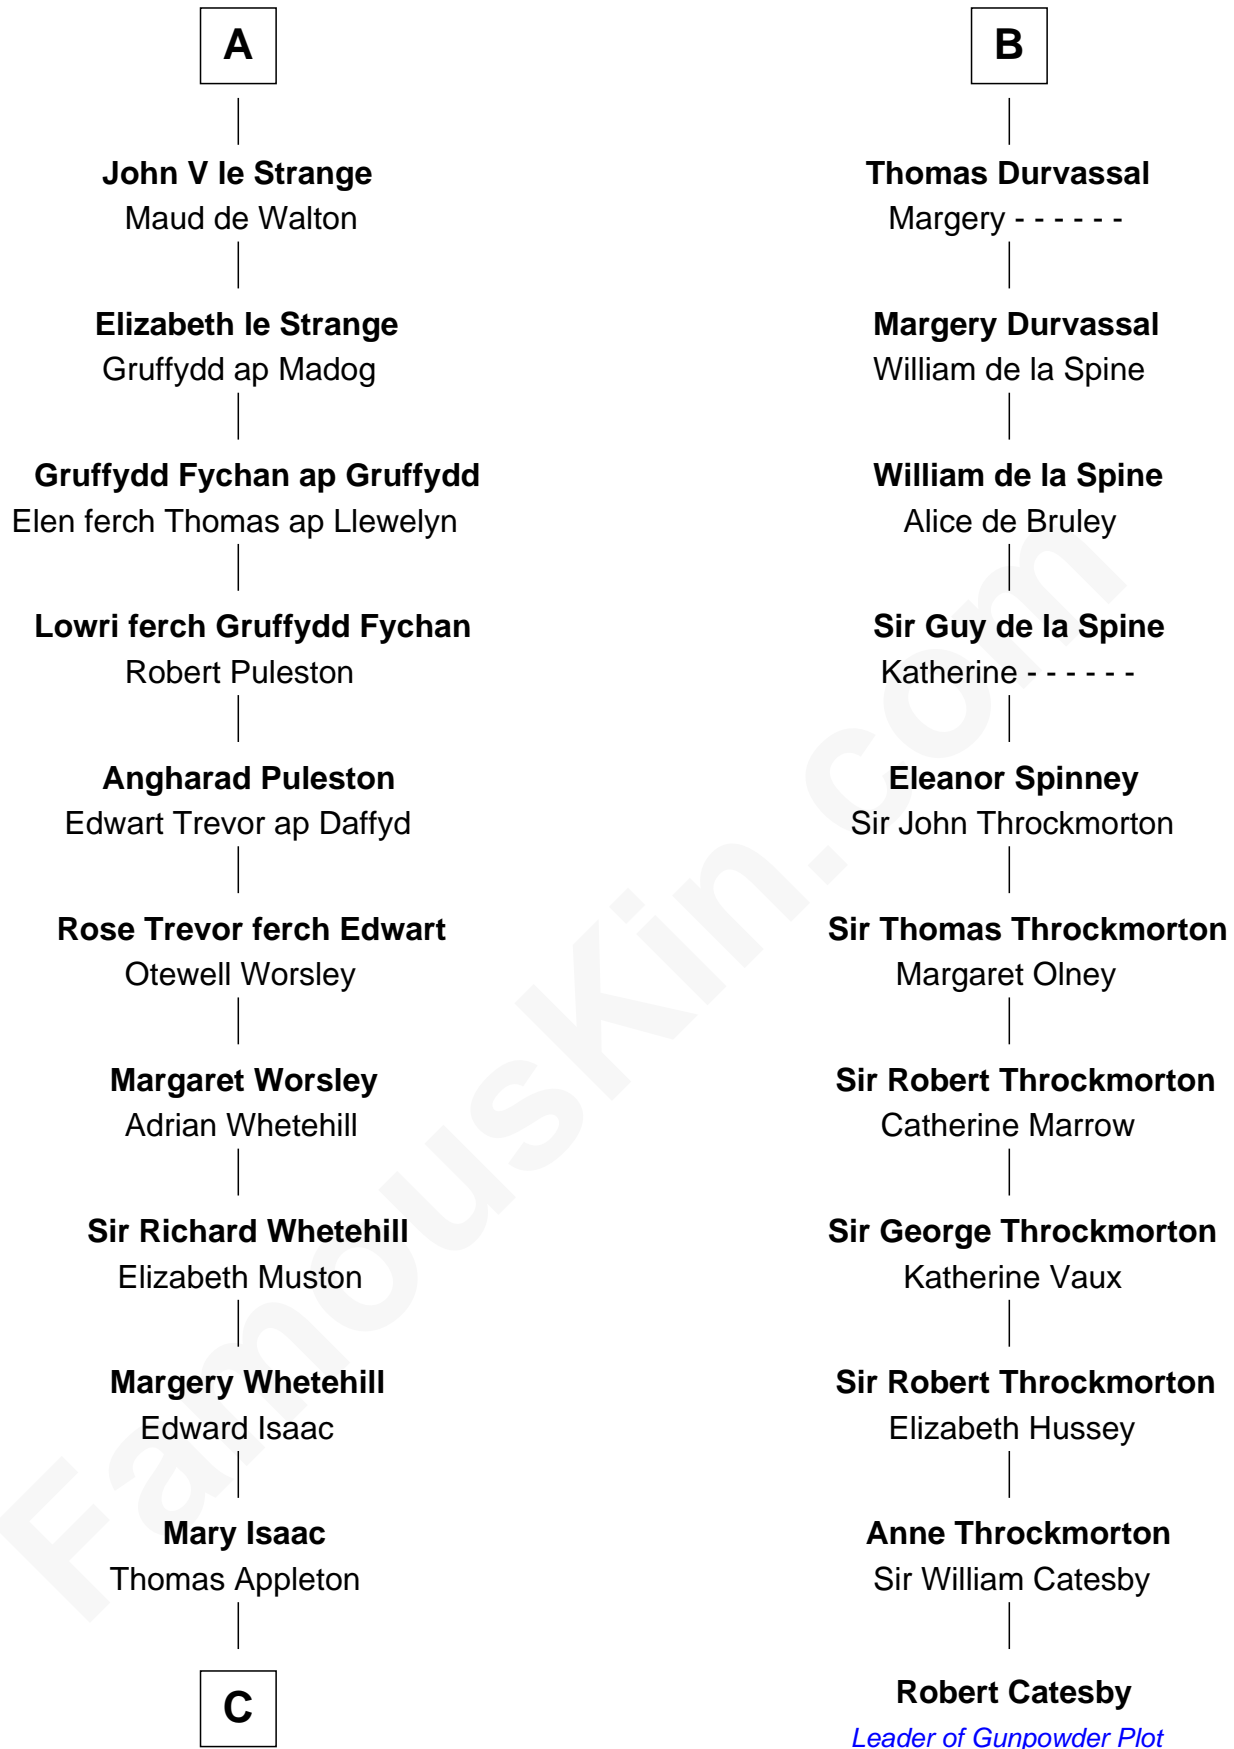 A
John V le Strange
Maud de Walton
Elizabeth le Strange
Gruffydd ap Madog
Gruffydd Fychan ap Gruffydd
Elen ferch Thomas ap Llewelyn
Lowri ferch Gruffydd Fychan
Robert Puleston
Angharad Puleston
Edwart Trevor ap Daffyd
Rose Trevor ferch Edwart
Otewell Worsley
Margaret Worsley
Adrian Whetehill
Sir Richard Whetehill
Elizabeth Muston
Margery Whetehill
Edward Isaac
Mary Isaac
Thomas Appleton
C
B
Thomas Durvassal
Margery - - - - - -
Margery Durvassal
William de la Spine
William de la Spine
Alice de Bruley
Sir Guy de la Spine
Katherine - - - - - -
Eleanor Spinney
Sir John Throckmorton
Sir Thomas Throckmorton
Margaret Olney
Sir Robert Throckmorton
Catherine Marrow
Sir George Throckmorton
Katherine Vaux
Sir Robert Throckmorton
Elizabeth Hussey
Anne Throckmorton
Sir William Catesby
Robert Catesby
Leader of Gunpowder Plot
FamousKin.com